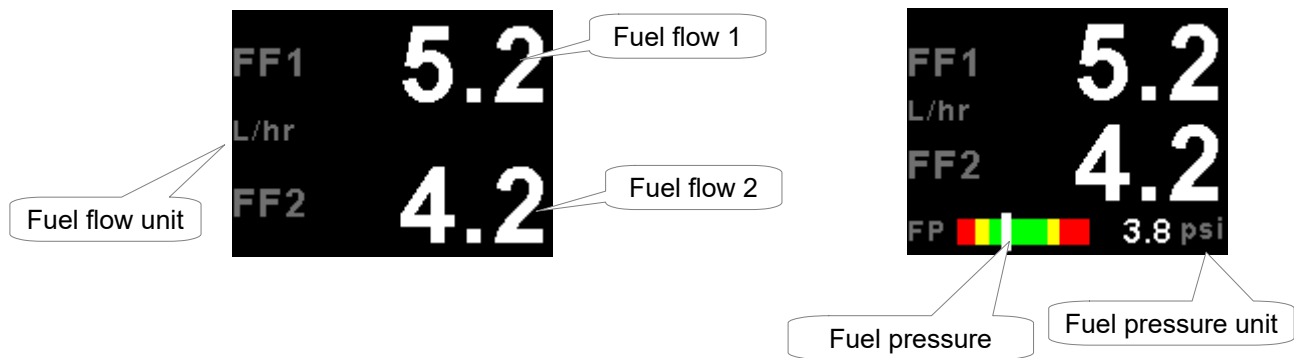 FF1 5.2
Fuel flow 1
L/hr
FF2 4.2
Fuel flow 2
Fuel flow unit
FF1 5.2
L/hr
FF2 4.2
FP 3.8 psi
Fuel pressure
Fuel pressure unit